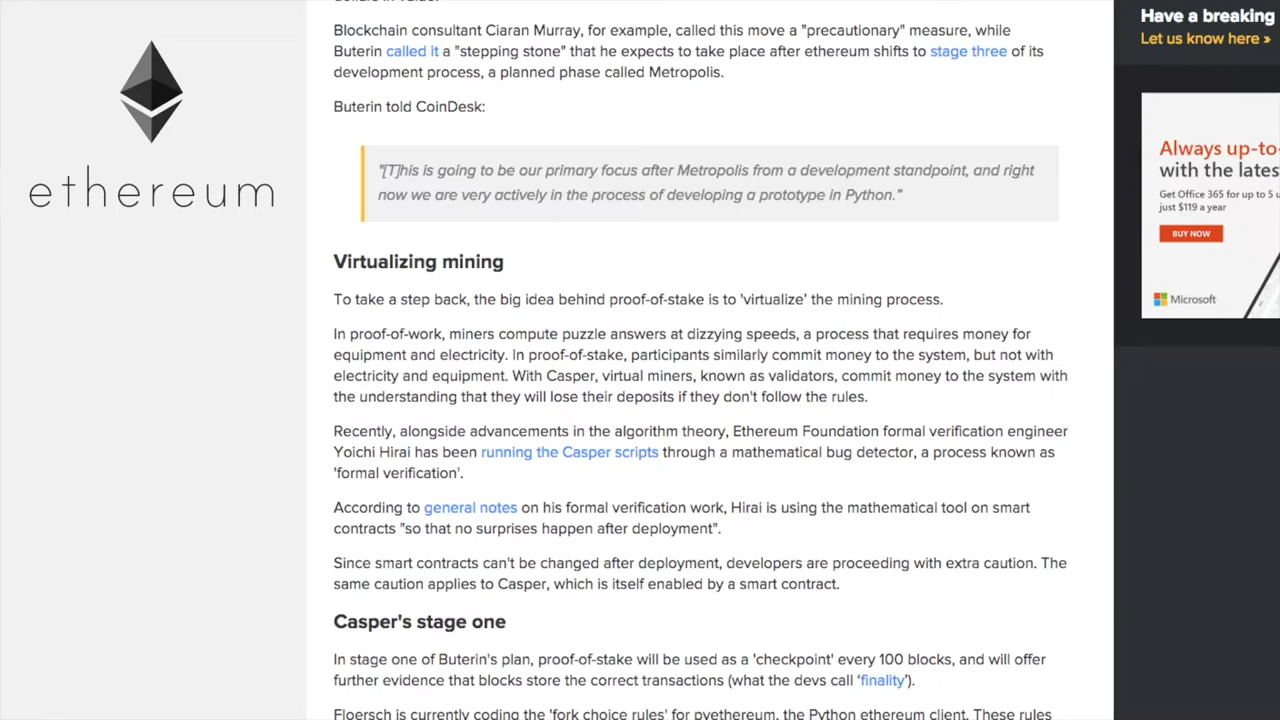 Blockchain consultant Ciaran Murray, for example, called this move a "precautionary" measure, while
Buterin called it a "stepping stone" that he expects to take place after ethereum shifts to stage three of its
development process, a planned phase called Metropolis.
Buterin told CoinDesk:
"[T]his is going to be our primary focus after Metropolis from a development standpoint, and right
now we are very actively in the process of developing a prototype in Python.”
Virtualizing mining
To take a step back, the big idea behind proof-of-stake is to 'virtualize’ the mining process.
In proof-of-work, miners compute puzzle answers at dizzying speeds, a process that requires money for
equipment and electricity. In proof-of-stake, participants similarly commit money to the system, but not with
electricity and equipment. With Casper, virtual miners, known as validators, commit money to the system with
the understanding that they will lose their deposits if they don't follow the rules.
Recently, alongside advancements in the algorithm theory, Ethereum Foundation formal verification engineer
Yoichi Hirai has been running the Casper scripts through a mathematical bug detector, a process known as
'formal verification'.
According to general notes on his formal verification work, Hirai is using the mathematical tool on smart
contracts "so that no surprises happen after deployment".
Since smart contracts can't be changed after deployment, developers are proceeding with extra caution. The
same caution applies to Casper, which is itself enabled by a smart contract.
Casper's stage one
In stage one of Buterin's plan, proof-of-stake will be used as a 'checkpoint' every 100 blocks, and will offer
further evidence that blocks store the correct transactions (what the devs call ‘finality’).
Floersch is currently coding the 'fork choice rules' for pyethereum, the Python ethereum client. These rules
ethereum
Have a breaking
Let us know here »
Always up-to-
with the lates
Get Office 365 for up to 5 u
just $119 a year
BUY NOW
Microsoft